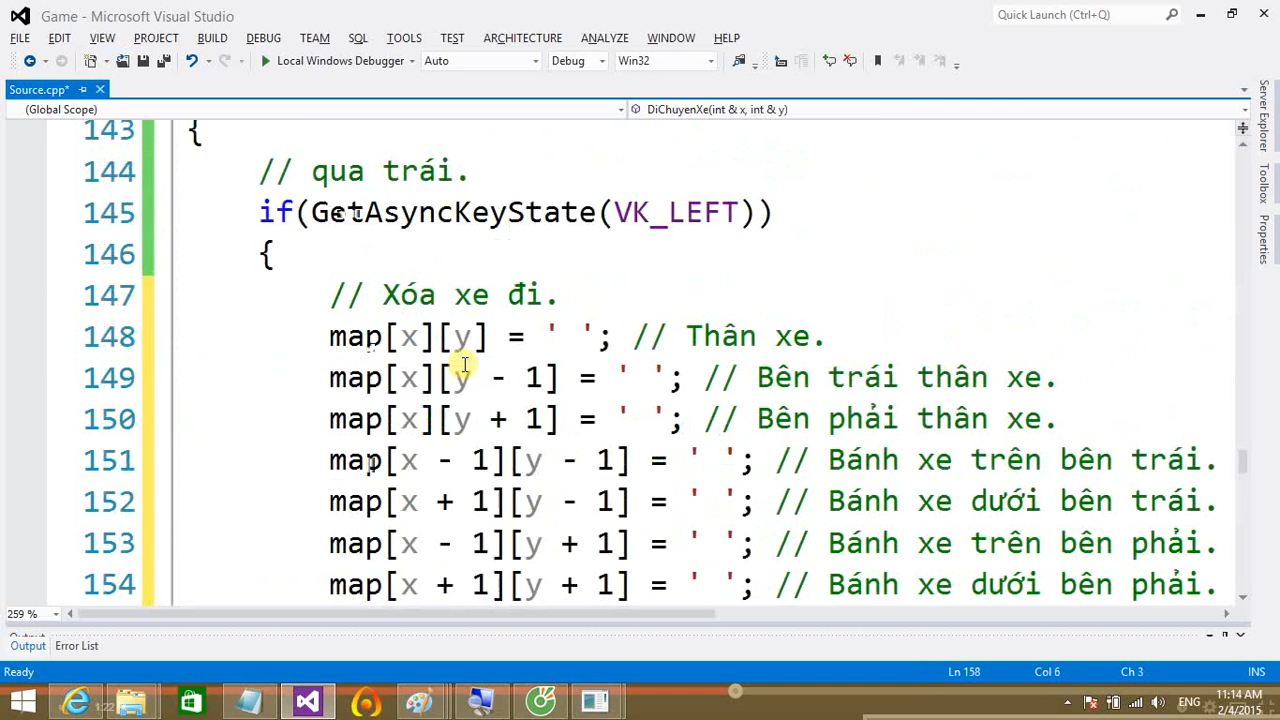 Game - Microsoft Visual Studio
Quick Launch (Ctrl+Q)
FILE EDIT VIEW PROJECT BUILD DEBUG TEAM SQL TOOLS TEST ARCHITECTURE ANALYZE WINDOW HELP
Local Windows Debugger Auto Debug Win32
Source.cpp*
(Global Scope) DiChuyenXe(int & x, int & y)
143 {
144 // qua trái.
145 if(GetAsyncKeyState(VK_LEFT))
146 {
147 // Xóa xe đi.
148 map[x][y] = ' '; // Thân xe.
149 map[x][y - 1] = ' '; // Bên trái thân xe.
150 map[x][y + 1] = ' '; // Bên phải thân xe.
151 map[x - 1][y - 1] = ' '; // Bánh xe trên bên trái.
152 map[x + 1][y - 1] = ' '; // Bánh xe dưới bên trái.
153 map[x - 1][y + 1] = ' '; // Bánh xe trên bên phải.
154 map[x + 1][y + 1] = ' '; // Bánh xe dưới bên phải.
Server Explorer
Toolbox
Properties
259 %
Output Error List
Ready Ln 158 Col 6 Ch 3 INS
ENG
11:14 AM
2/4/2015